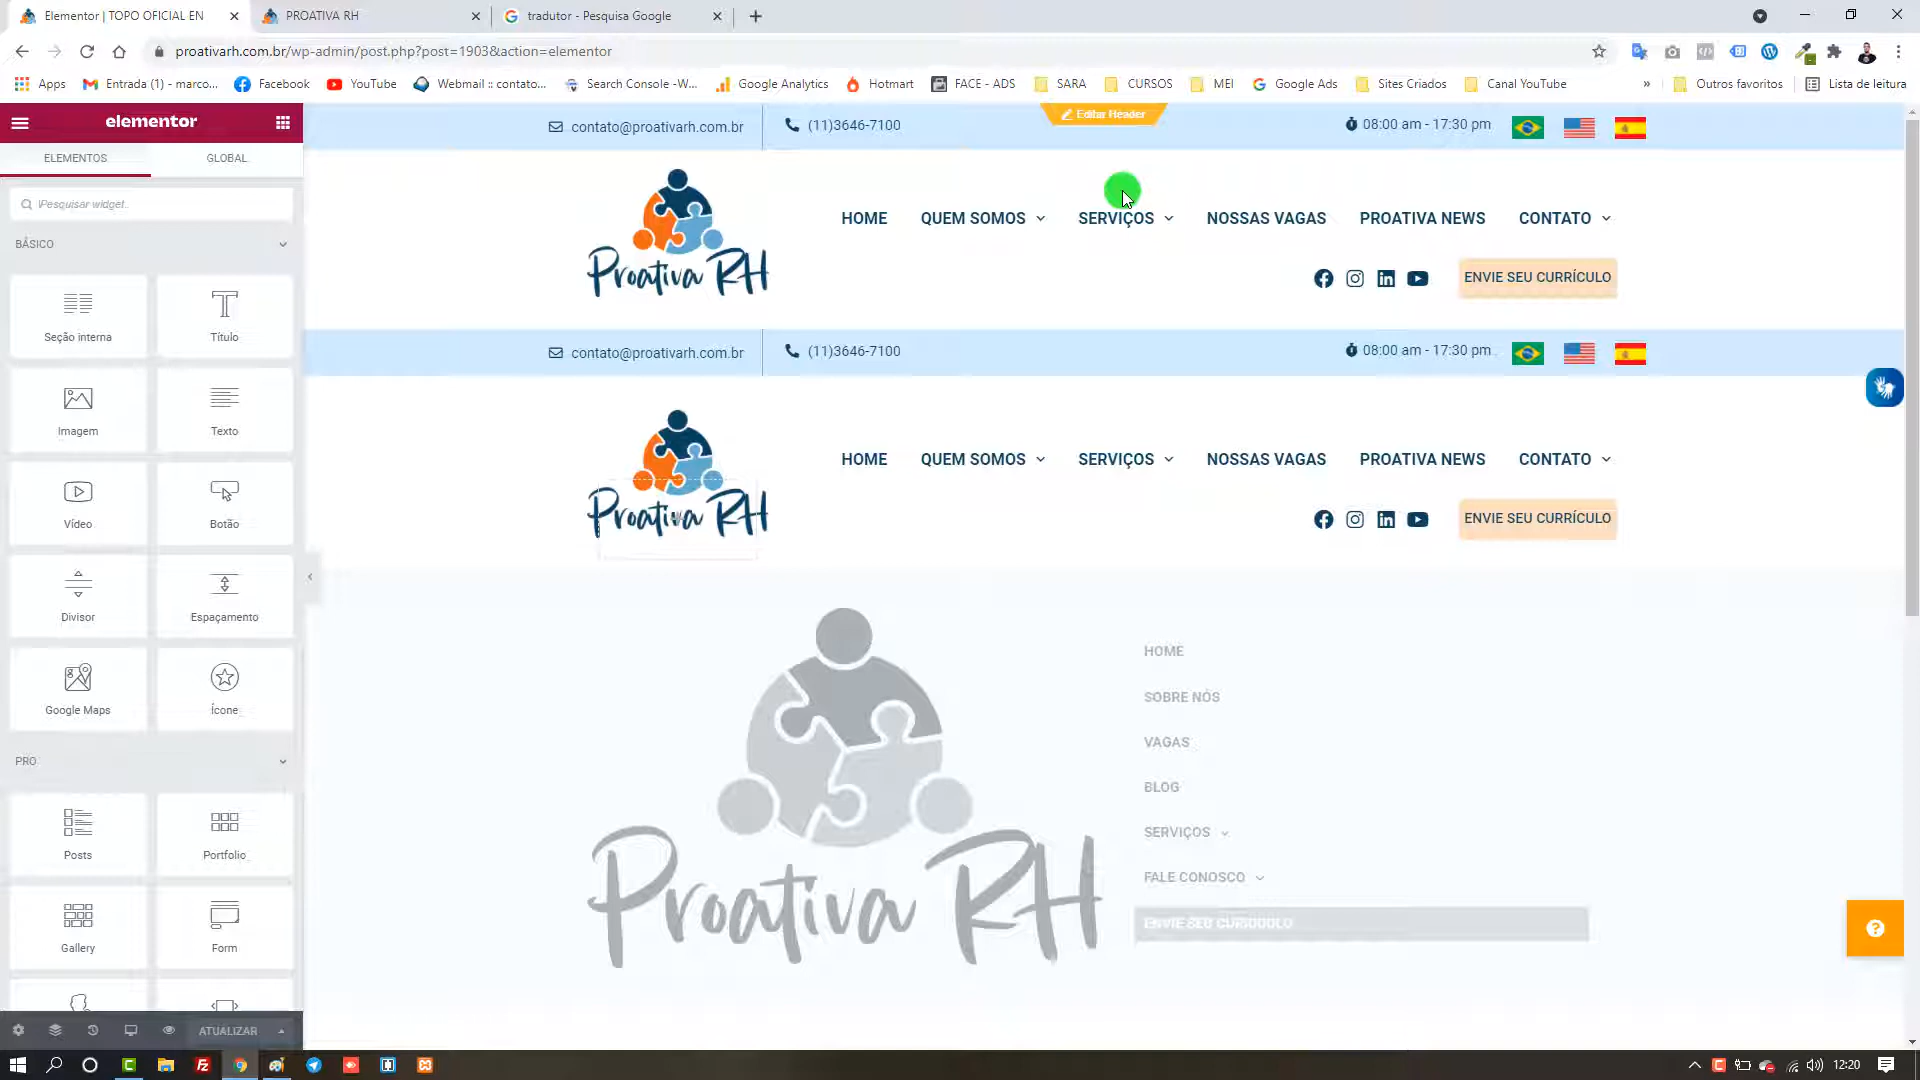 Elementor | TOPO OFICIAL EN
PROATIVA RH
tradutor - Pesquisa Google
proativarh.com.br/wp-admin/post.php?post=1903&action=elementor
Apps
Entrada (1) - marco...
Facebook
YouTube
Webmail :: contato...
Search Console -W...
Google Analytics
Hotmart
FACE - ADS
SARA
CURSOS
MEI
Google Ads
Sites Criados
Canal YouTube
»
Outros favoritos
Lista de leitura
elementor
ELEMENTOS
GLOBAL
Pesquisar widget..
BÁSICO
Seção interna
Título
Imagem
Texto
Vídeo
Botão
Divisor
Espaçamento
Google Maps
Ícone
PRO
Posts
Portfolio
Gallery
Form
ATUALIZAR
contato@proativarh.com.br
(11)3646-7100
Editar Header
08:00 am - 17:30 pm
Proativa RH
HOME
QUEM SOMOS
SERVIÇOS
NOSSAS VAGAS
PROATIVA NEWS
CONTATO
ENVIE SEU CURRÍCULO
contato@proativarh.com.br
(11)3646-7100
08:00 am - 17:30 pm
Proativa RH
HOME
QUEM SOMOS
SERVIÇOS
NOSSAS VAGAS
PROATIVA NEWS
CONTATO
ENVIE SEU CURRÍCULO
Proativa RH
HOME
SOBRE NÓS
VAGAS
BLOG
SERVIÇOS
FALE CONOSCO
ENVIE SEU
12:20